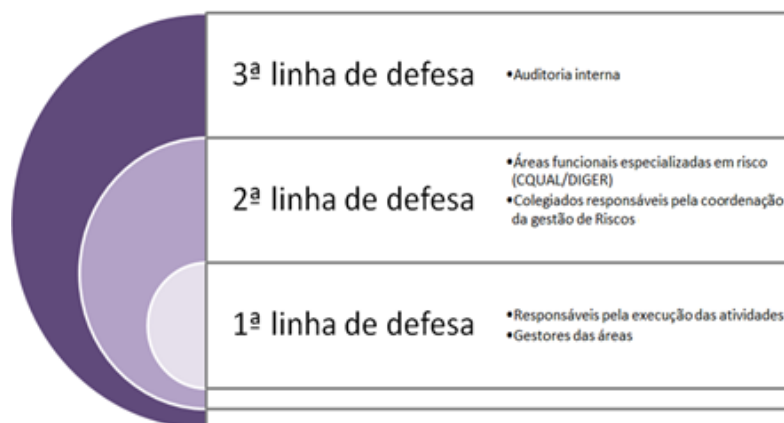 3ª linha de defesa
•Auditoria interna
2ª linha de defesa
•Áreas funcionais especializadas em risco
(CQUAL/DIGER)
•Colegiados responsáveis pela coordenação
da gestão de Riscos
1ª linha de defesa
•Responsáveis pela execução das atividades
•Gestores das áreas